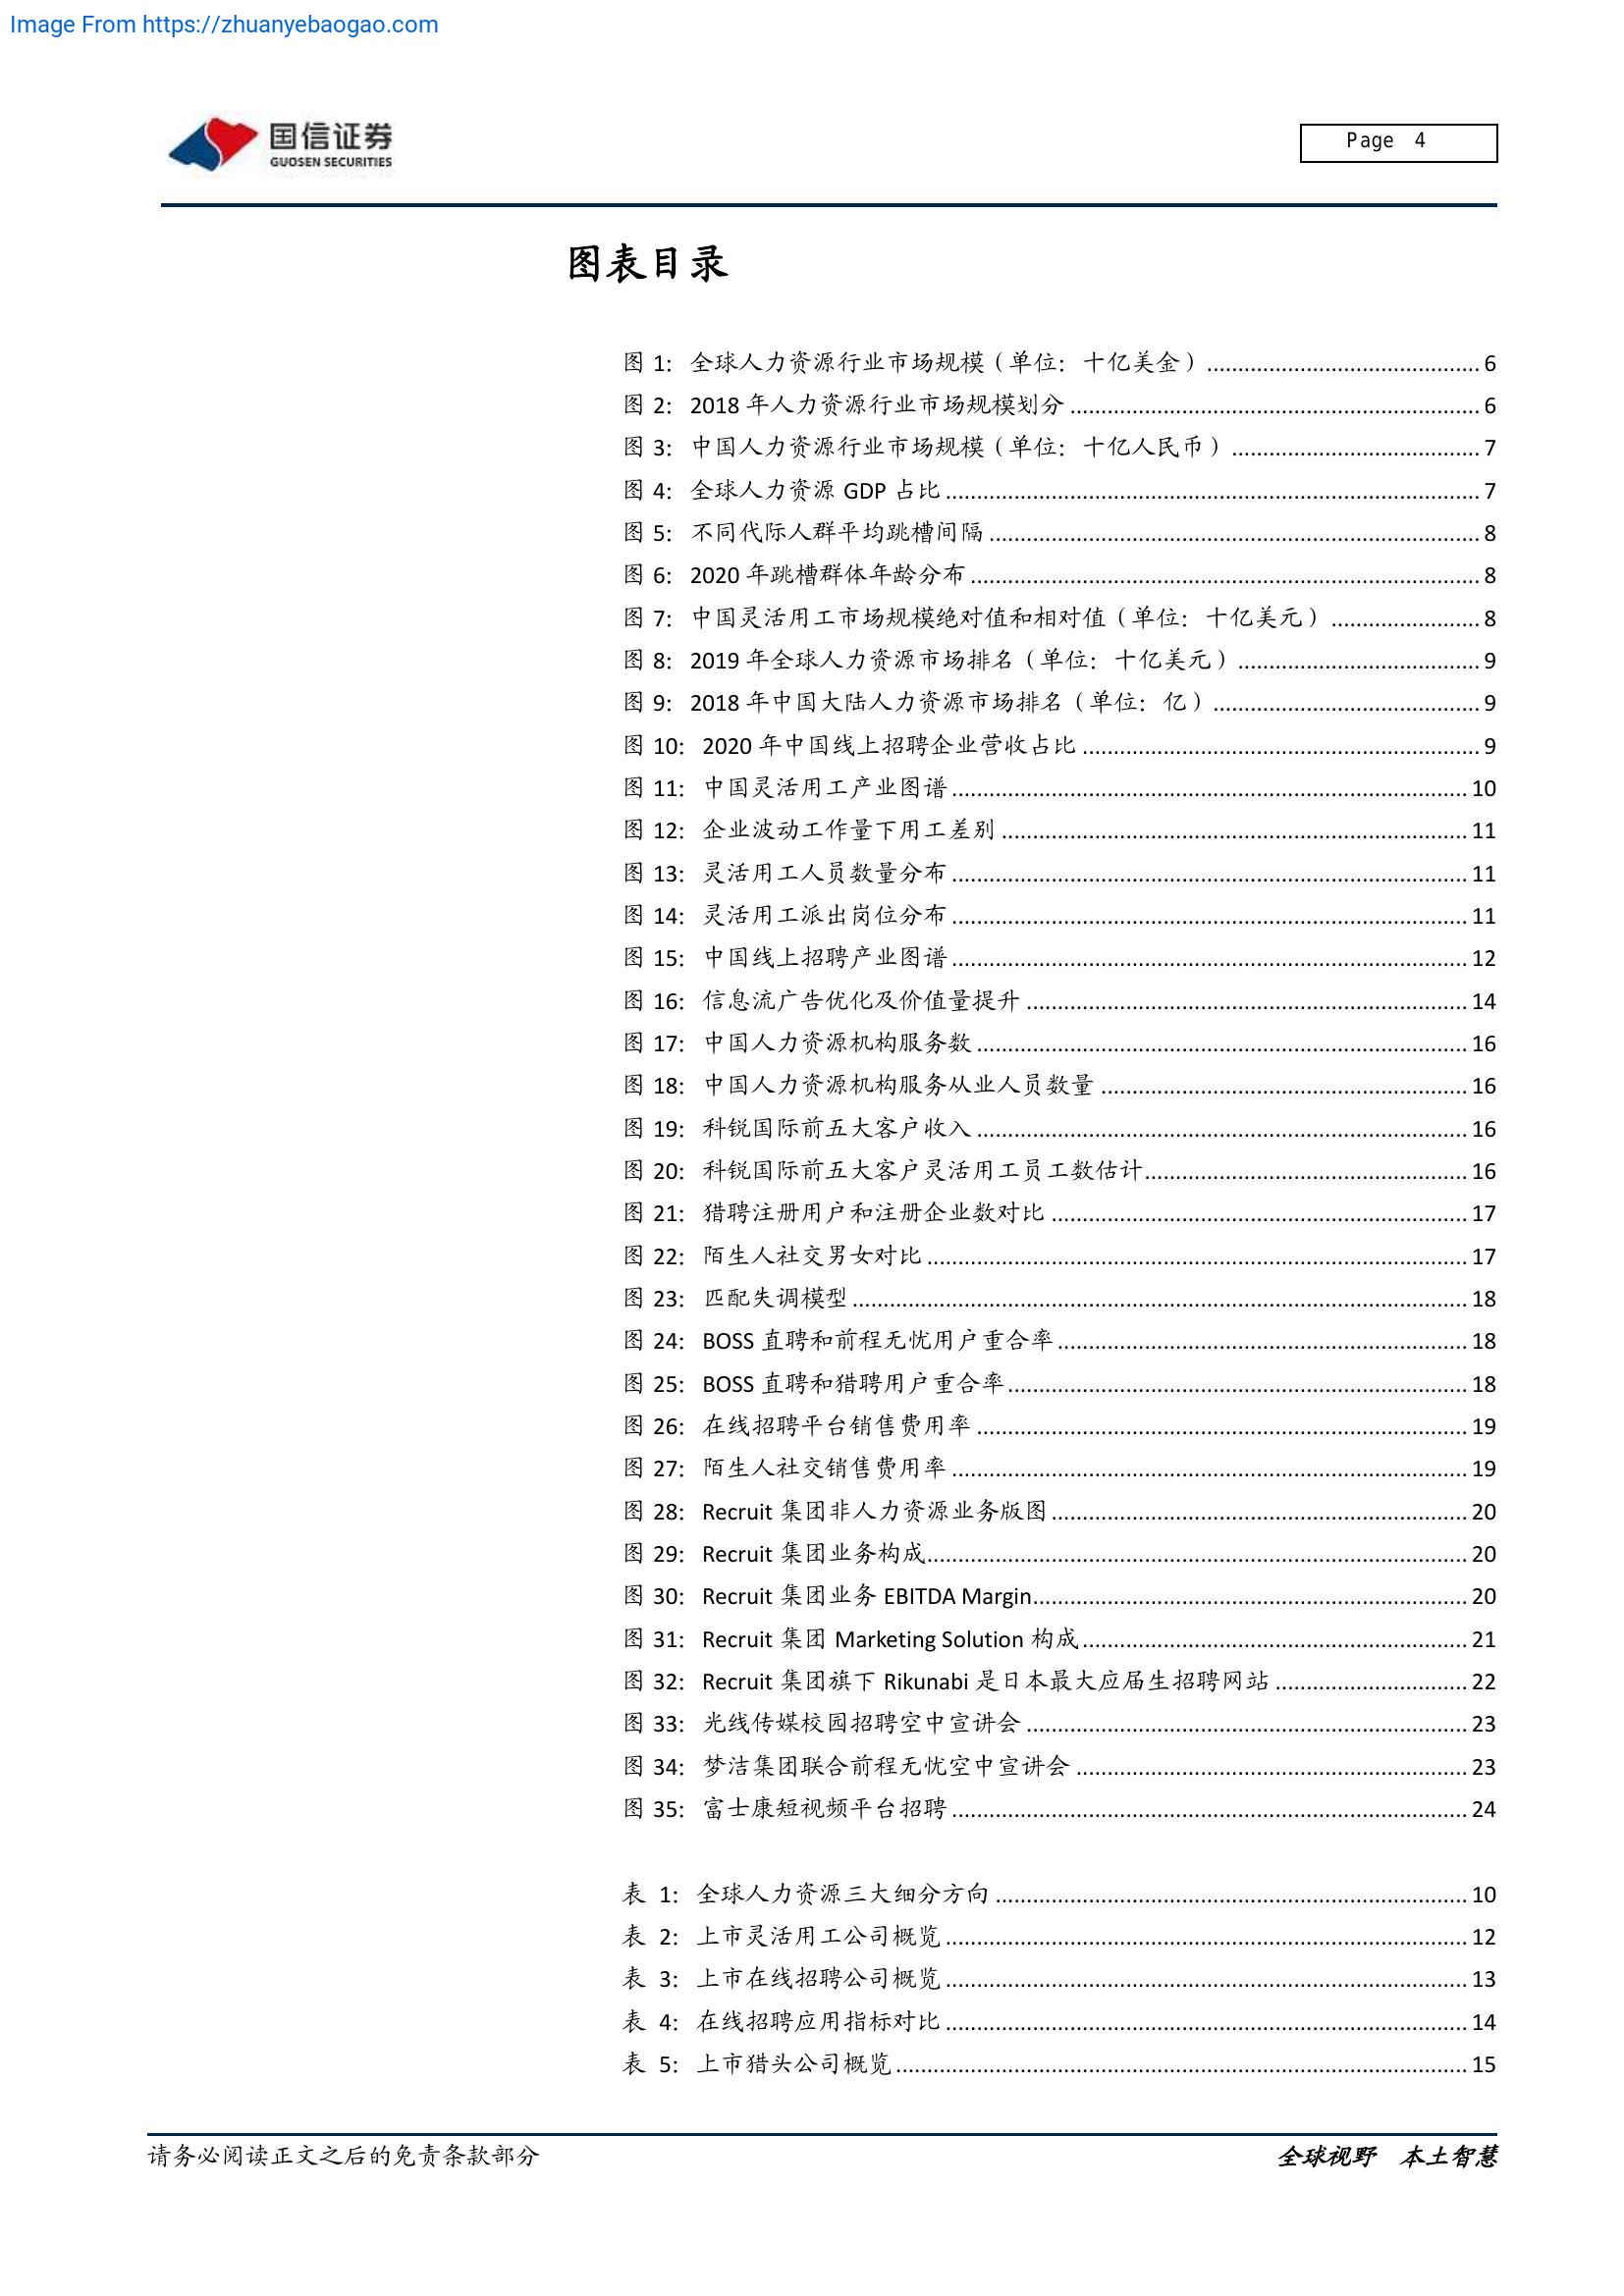 Image From https://zhuanyebaogao.com
国信证券
GUOSEN SECURITIES
Page 4
图表目录
图 1: 全球人力资源行业市场规模（单位：十亿美金）........................ 6
图 2: 2018 年人力资源行业市场规模划分........................ 6
图 3: 中国人力资源行业市场规模（单位：十亿人民币）........................ 7
图 4: 全球人力资源 GDP 占比........................ 7
图 5: 不同代际人群平均跳槽间隔........................ 8
图 6: 2020 年跳槽群体年龄分布........................ 8
图 7: 中国灵活用工市场规模绝对值和相对值（单位：十亿美元）........................ 8
图 8: 2019 年全球人力资源市场排名（单位：十亿美元）........................ 9
图 9: 2018 年中国大陆人力资源市场排名（单位：亿）........................ 9
图 10: 2020 年中国线上招聘企业营收占比........................ 9
图 11: 中国灵活用工产业图谱........................ 10
图 12: 企业波动工作量下用工差别........................ 11
图 13: 灵活用工人员数量分布........................ 11
图 14: 灵活用工派出岗位分布........................ 11
图 15: 中国线上招聘产业图谱........................ 12
图 16: 信息流广告优化及价值量提升........................ 14
图 17: 中国人力资源机构服务数........................ 16
图 18: 中国人力资源机构服务从业人员数量........................ 16
图 19: 科锐国际前五大客户收入........................ 16
图 20: 科锐国际前五大客户灵活用工员工数估计........................ 16
图 21: 猎聘注册用户和注册企业数对比........................ 17
图 22: 陌生人社交男女对比........................ 17
图 23: 匹配失调模型........................ 18
图 24: BOSS 直聘和前程无忧用户重合率........................ 18
图 25: BOSS 直聘和猎聘用户重合率........................ 18
图 26: 在线招聘平台销售费用率........................ 19
图 27: 陌生人社交销售费用率........................ 19
图 28: Recruit 集团非人力资源业务版图........................ 20
图 29: Recruit 集团业务构成........................ 20
图 30: Recruit 集团业务 EBITDA Margin........................ 20
图 31: Recruit 集团 Marketing Solution 构成........................ 21
图 32: Recruit 集团旗下 Rikunabi 是日本最大应届生招聘网站........................ 22
图 33: 光线传媒校园招聘空中宣讲会........................ 23
图 34: 梦洁集团联合前程无忧空中宣讲会........................ 23
图 35: 富士康短视频平台招聘........................ 24
表 1: 全球人力资源三大细分方向........................ 10
表 2: 上市灵活用工公司概览........................ 12
表 3: 上市在线招聘公司概览........................ 13
表 4: 在线招聘应用指标对比........................ 14
表 5: 上市猎头公司概览........................ 15
请务必阅读正文之后的免责条款部分
全球视野 本土智慧